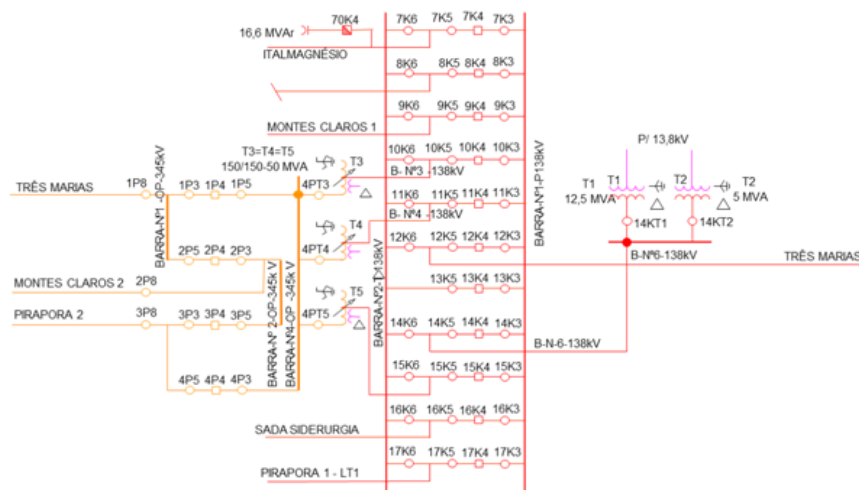 70K4
7K6 7K5 7K4 7K3
16,6 MVAr
ITALMAGNÉSIO
8K6 8K5 8K4 8K3
9K6 9K5 9K4 9K3
MONTES CLAROS 1
T3=T4=T5
150/150-50 MVA
T3
10K6 10K5 10K4 10K3
B- Nº3 -138kV
BARRA-Nº1-P138kV
P/ 13,8kV
T1 T1 T2 T2
12,5 MVA
5 MVA
14KT1 14KT2
TRÊS MARIAS
1P8 1P3 1P4 1P5 4PT3
11K6 11K5 11K4 11K3
B- Nº4 -138kV
BARRA-Nº1 -OP-345kV
T4
12K6 12K5 12K4 12K3
B-Nº6-138kV
TRÊS MARIAS
2P5 2P4 2P3 4PT4
MONTES CLAROS 2 2P8
13K5 13K4 13K3
BARRA-Nº 2-OP-345k V
BARRA-Nº4-OP -345k V
T5
PIRAPORA 2 3P8 3P3 3P4 3P5 4PT5
14K6 14K5 14K4 14K3
B-N-6-138kV
15K6 15K5 15K4 15K3
4P5 4P4 4P3
16K6 16K5 16K4 16K3
SADA SIDERURGIA
17K6 17K5 17K4 17K3
PIRAPORA 1 - LT1